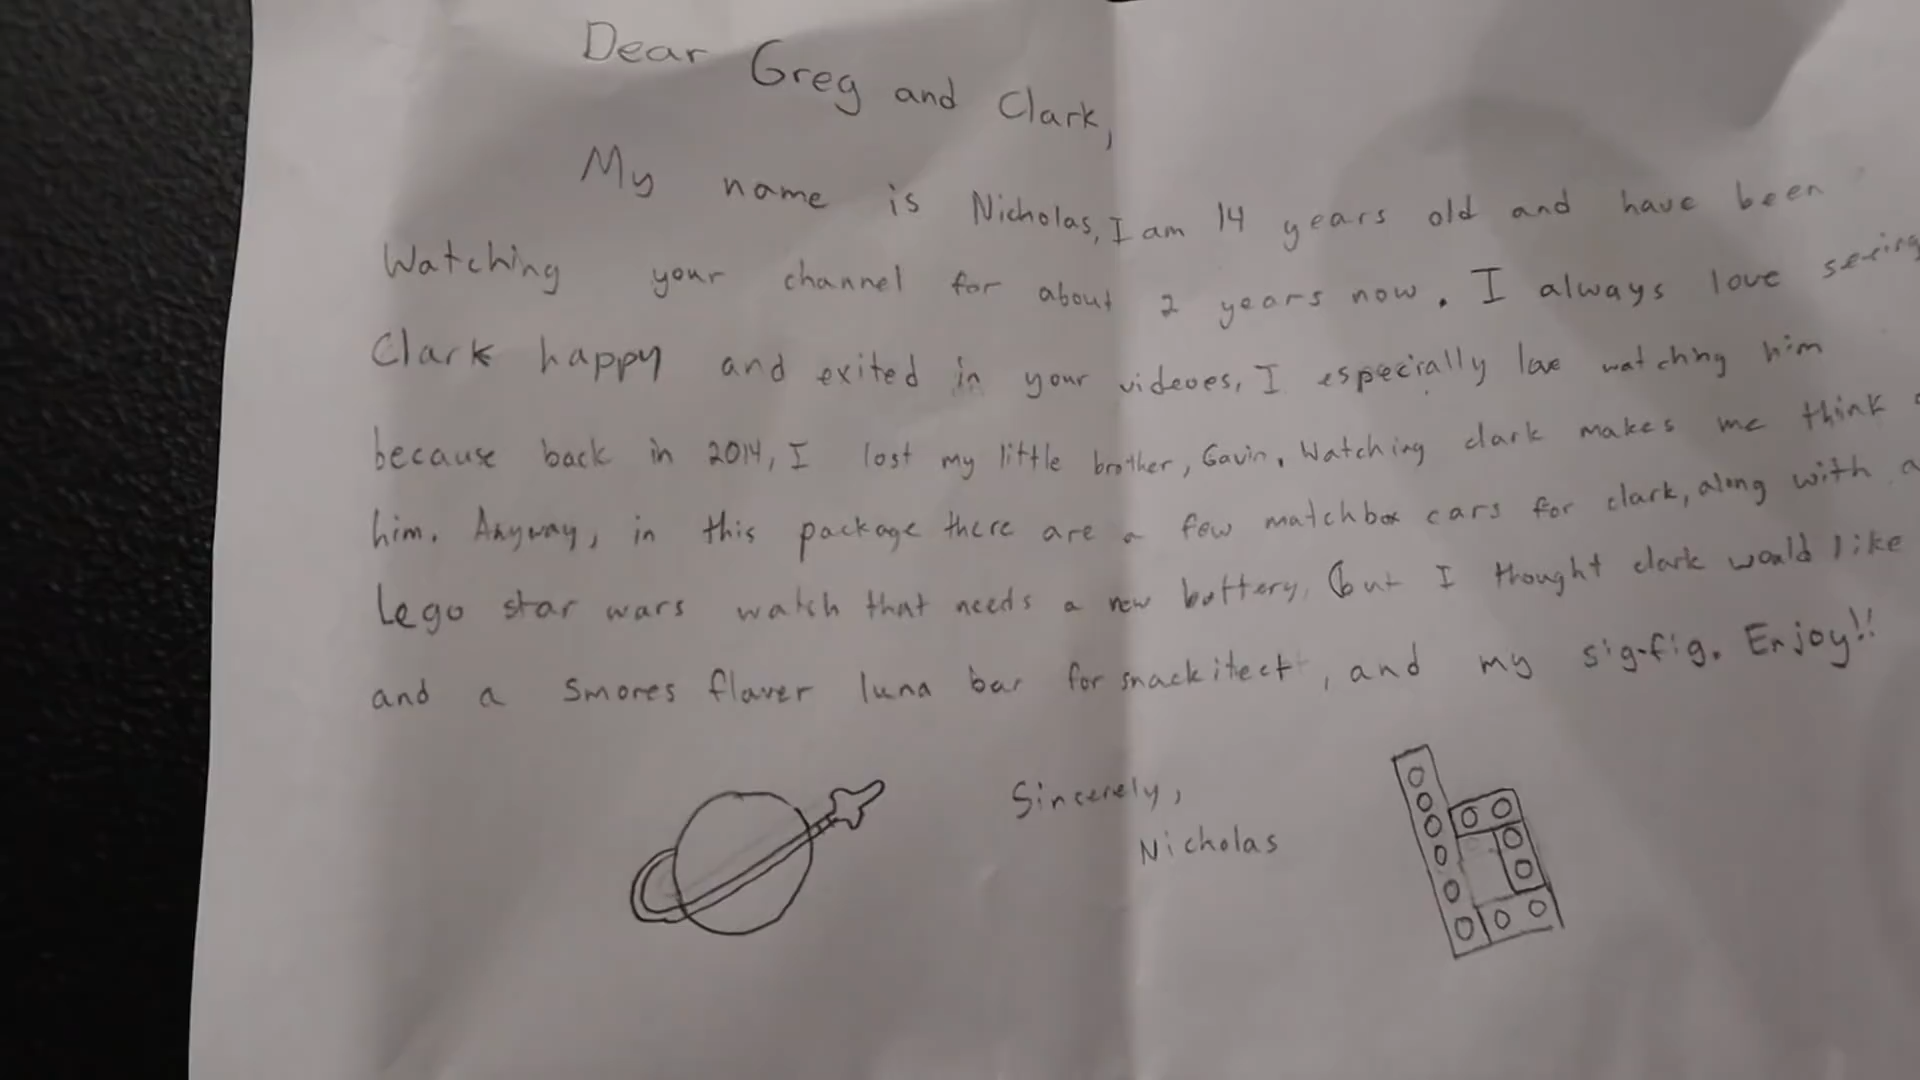 Dear Greg and Clark,
My name is Nicholas, I am 14 years old and have been
Watching your channel for about 2 years now. I always love seeing
Clark happy and exited in your videoes, I especially love watching him
because back in 2014, I lost my little brother, Gavin. Watching clark makes me think
him. Anyway, in this package there are a few matchbox cars for clark, along with a
Lego star wars watch that needs a new battery, (but I thought clark would like
and a Smores flaver luna bar for snackitect, and my sig-fig. Enjoy!!
Sincerely,
Nicholas